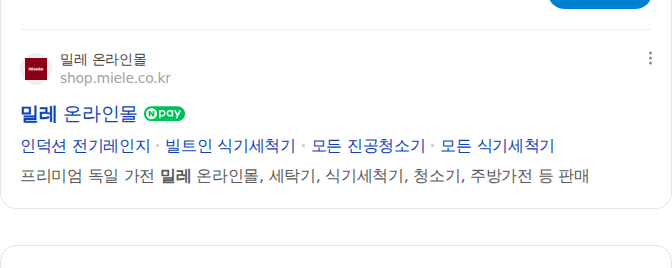 밀레 온라인몰
shop.miele.co.kr
밀레 온라인몰 N pay
인덕션 전기레인지 · 빌트인 식기세척기 · 모든 진공청소기 · 모든 식기세척기
프리미엄 독일 가전 밀레 온라인몰, 세탁기, 식기세척기, 청소기, 주방가전 등 판매